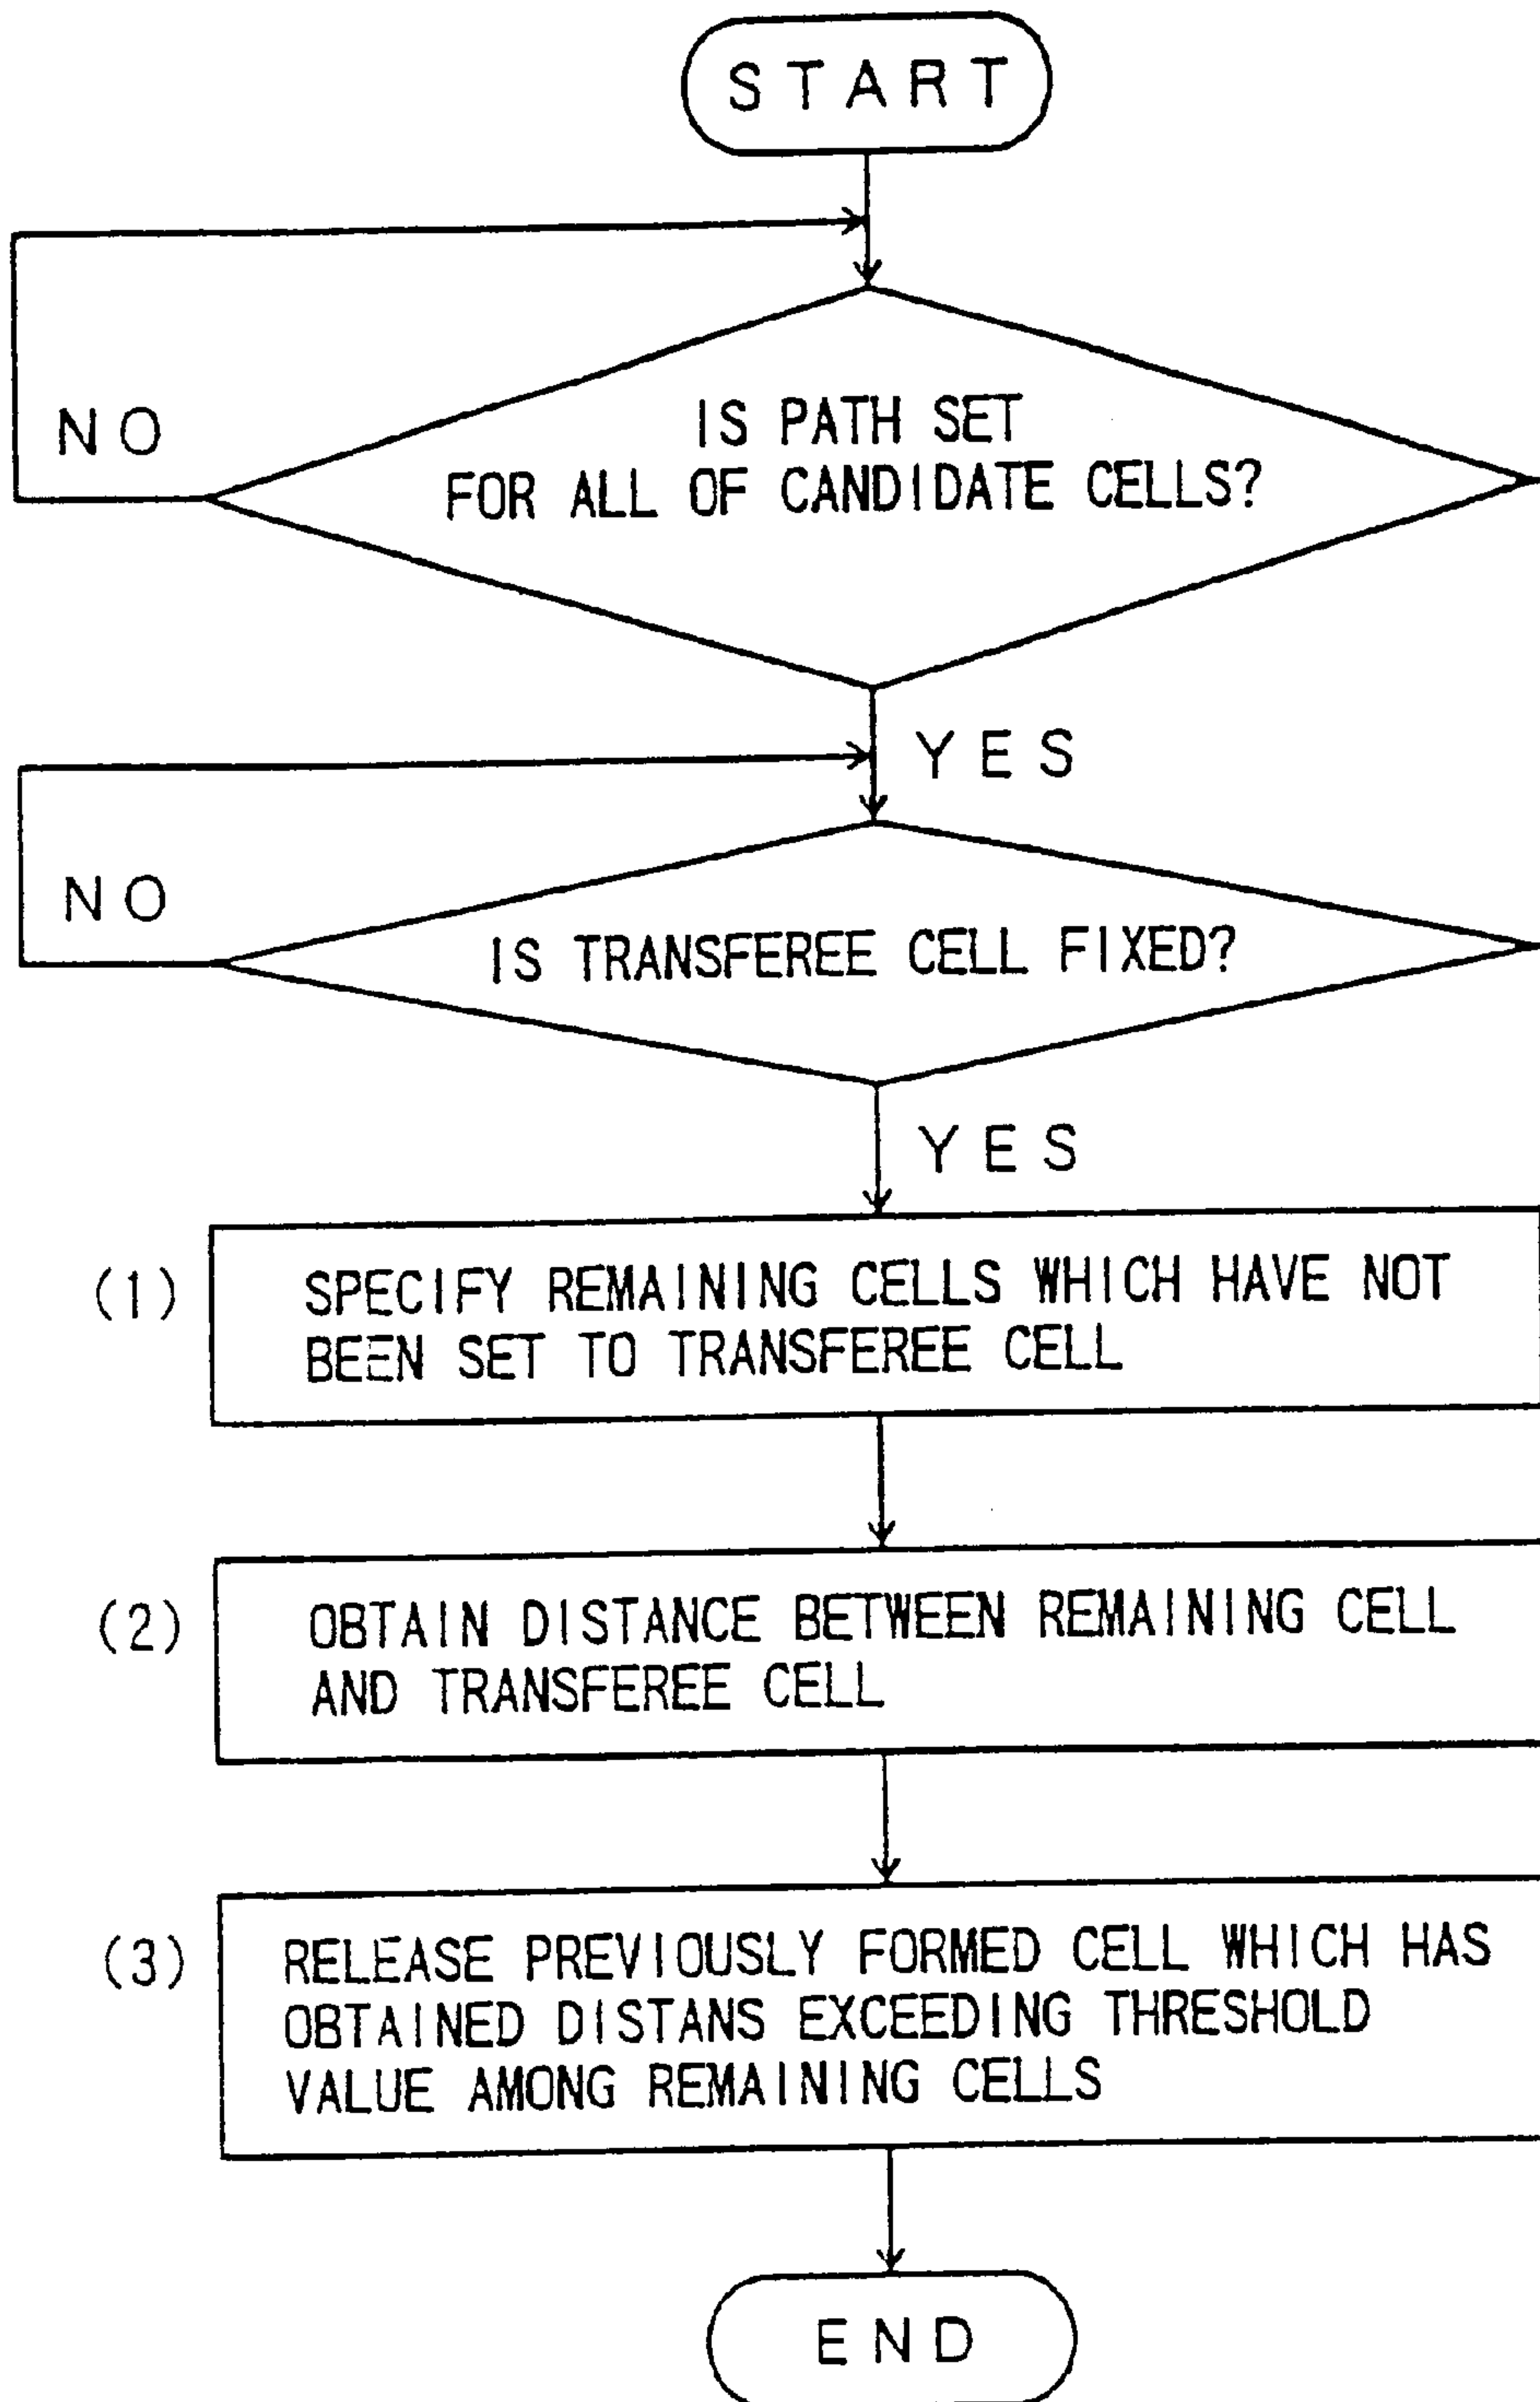 START
IS PATH SET
FOR ALL OF CANDIDATE CELLS?
NO
YES
IS TRANSFEREE CELL FIXED?
NO
YES
(1) SPECIFY REMAINING CELLS WHICH HAVE NOT
BEEN SET TO TRANSFEREE CELL
(2) OBTAIN DISTANCE BETWEEN REMAINING CELL
AND TRANSFEREE CELL
(3) RELEASE PREVIOUSLY FORMED CELL WHICH HAS
OBTAINED DISTANS EXCEEDING THRESHOLD
VALUE AMONG REMAINING CELLS
END